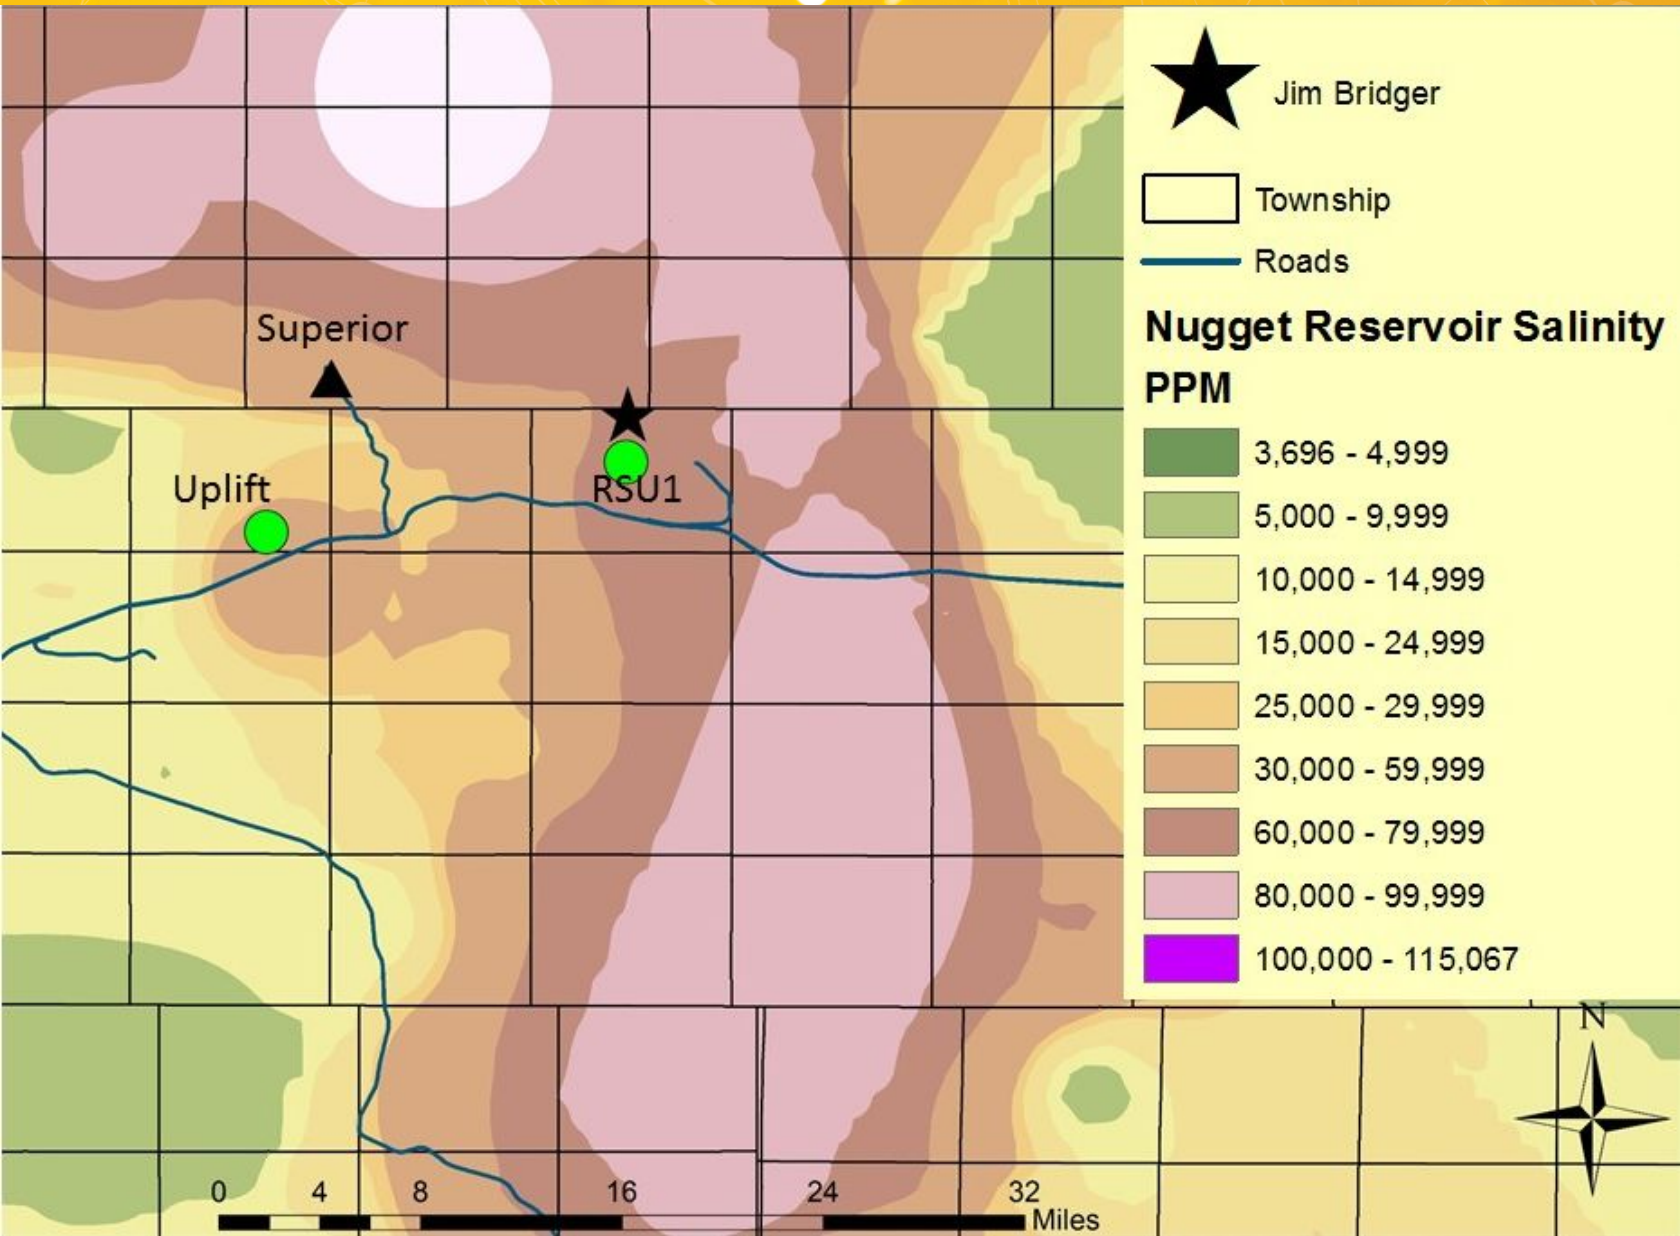 Superior
Uplift
RSU1
Jim Bridger
Township
Roads
Nugget Reservoir Salinity
PPM
3,696 - 4,999
5,000 - 9,999
10,000 - 14,999
15,000 - 24,999
25,000 - 29,999
30,000 - 59,999
60,000 - 79,999
80,000 - 99,999
100,000 - 115,067
N
0 4 8 16 24 32
Miles